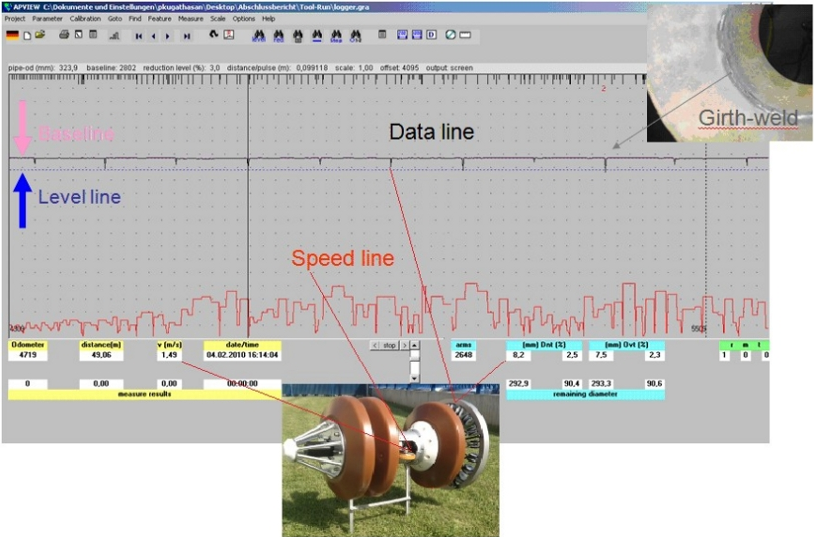 APVIEW C:\Dokumente und Einstellungen\pkugathasan\Desktop\Abschlussbericht\Tool-Run\logger.gra
Project Parameter Calibration Goto Find Feature Measure Scale Options Help
pipe-od (mm): 323,9 baseline: 2802 reduction level (%): 3,0 distance/pulse (m): 0,099118 scale: 1,00 offset: 4095 output: screen
2
Girth-weld
Baseline
Data line
Level line
Speed line
Odometer distance(m) v (m/s) date/time < stop > arms (mm) Dnt (%) (mm) Ovt (%) r m l
4719 49,06 1,49 04.02.2010 16:14:04 2648 8,2 2,5 7,5 2,3 1 0 0
0 0,00 0,00 00:00:00 292,9 90,4 293,3 90,6
measure results remaining diameter